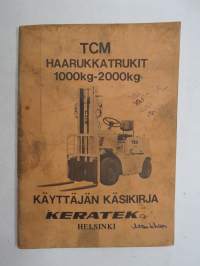 TCM
HAARUKKATRUKIT
1000kg-2000kg
KÄYTTÄJÄN KÄSIKIRJA
KERATEK
HELSINKI